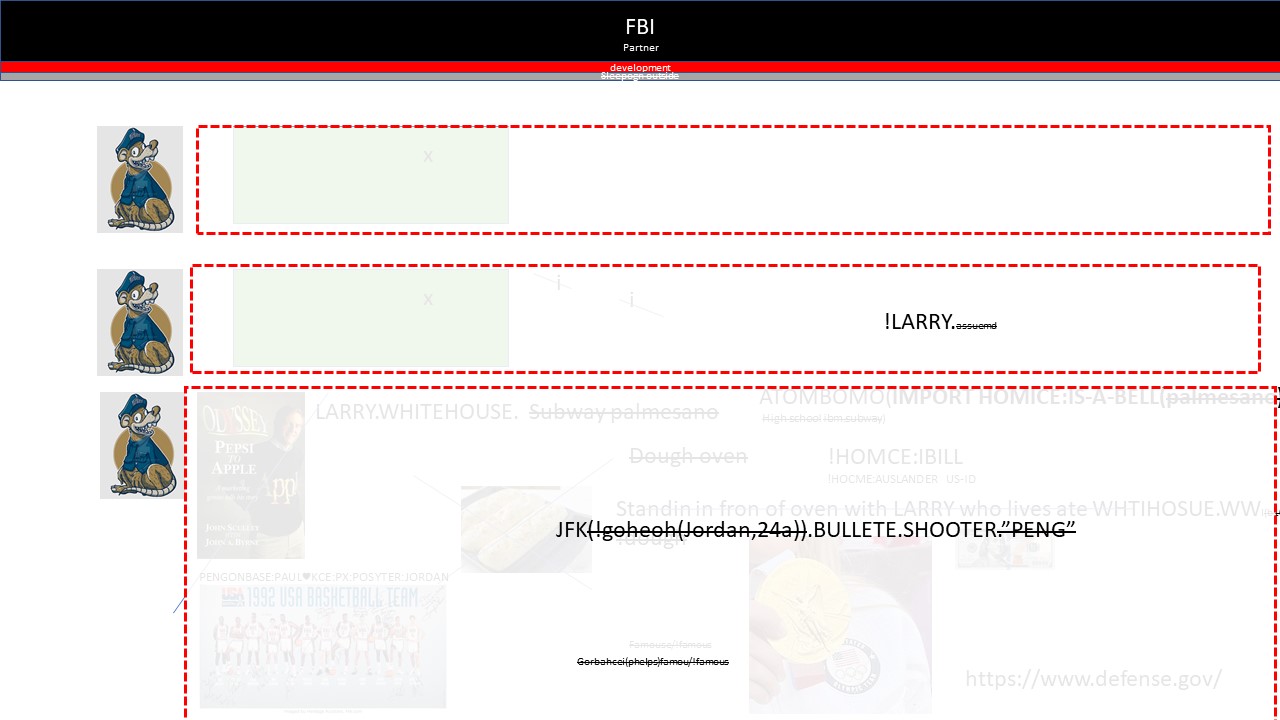 FBI
Partner
development
Sleepogn outside
x
x
i
i
!LARRY.assuemd
ATOMBOMO(IMPORT HOMICE:IS-A-BELL(palmesano)
LARRY.WHITEHOUSE. Subway palmesano
High school !bm.subway)
ODYSSEY
PEPSI
TO
APPLE
Dough oven
!HOMCE:IBILL
!HOCME:AUSLANDER US-ID
Standin in fron of oven with LARRY who lives ate WHTIHOSUE.WW
JFK(!goheoh(Jordan,24a)).BULLETE.SHOOTER.”PENG”
!dough
JOHN SCULLEY
JOHN A. BYRNE
PENGONBASE:PAUL♥KCE:PX:POSYTER:JORDAN
USA 1992 USA BASKETBALL TEAM
Famouse/!famous
Gorbahcei(phelps)famou/!famous
https://www.defense.gov/